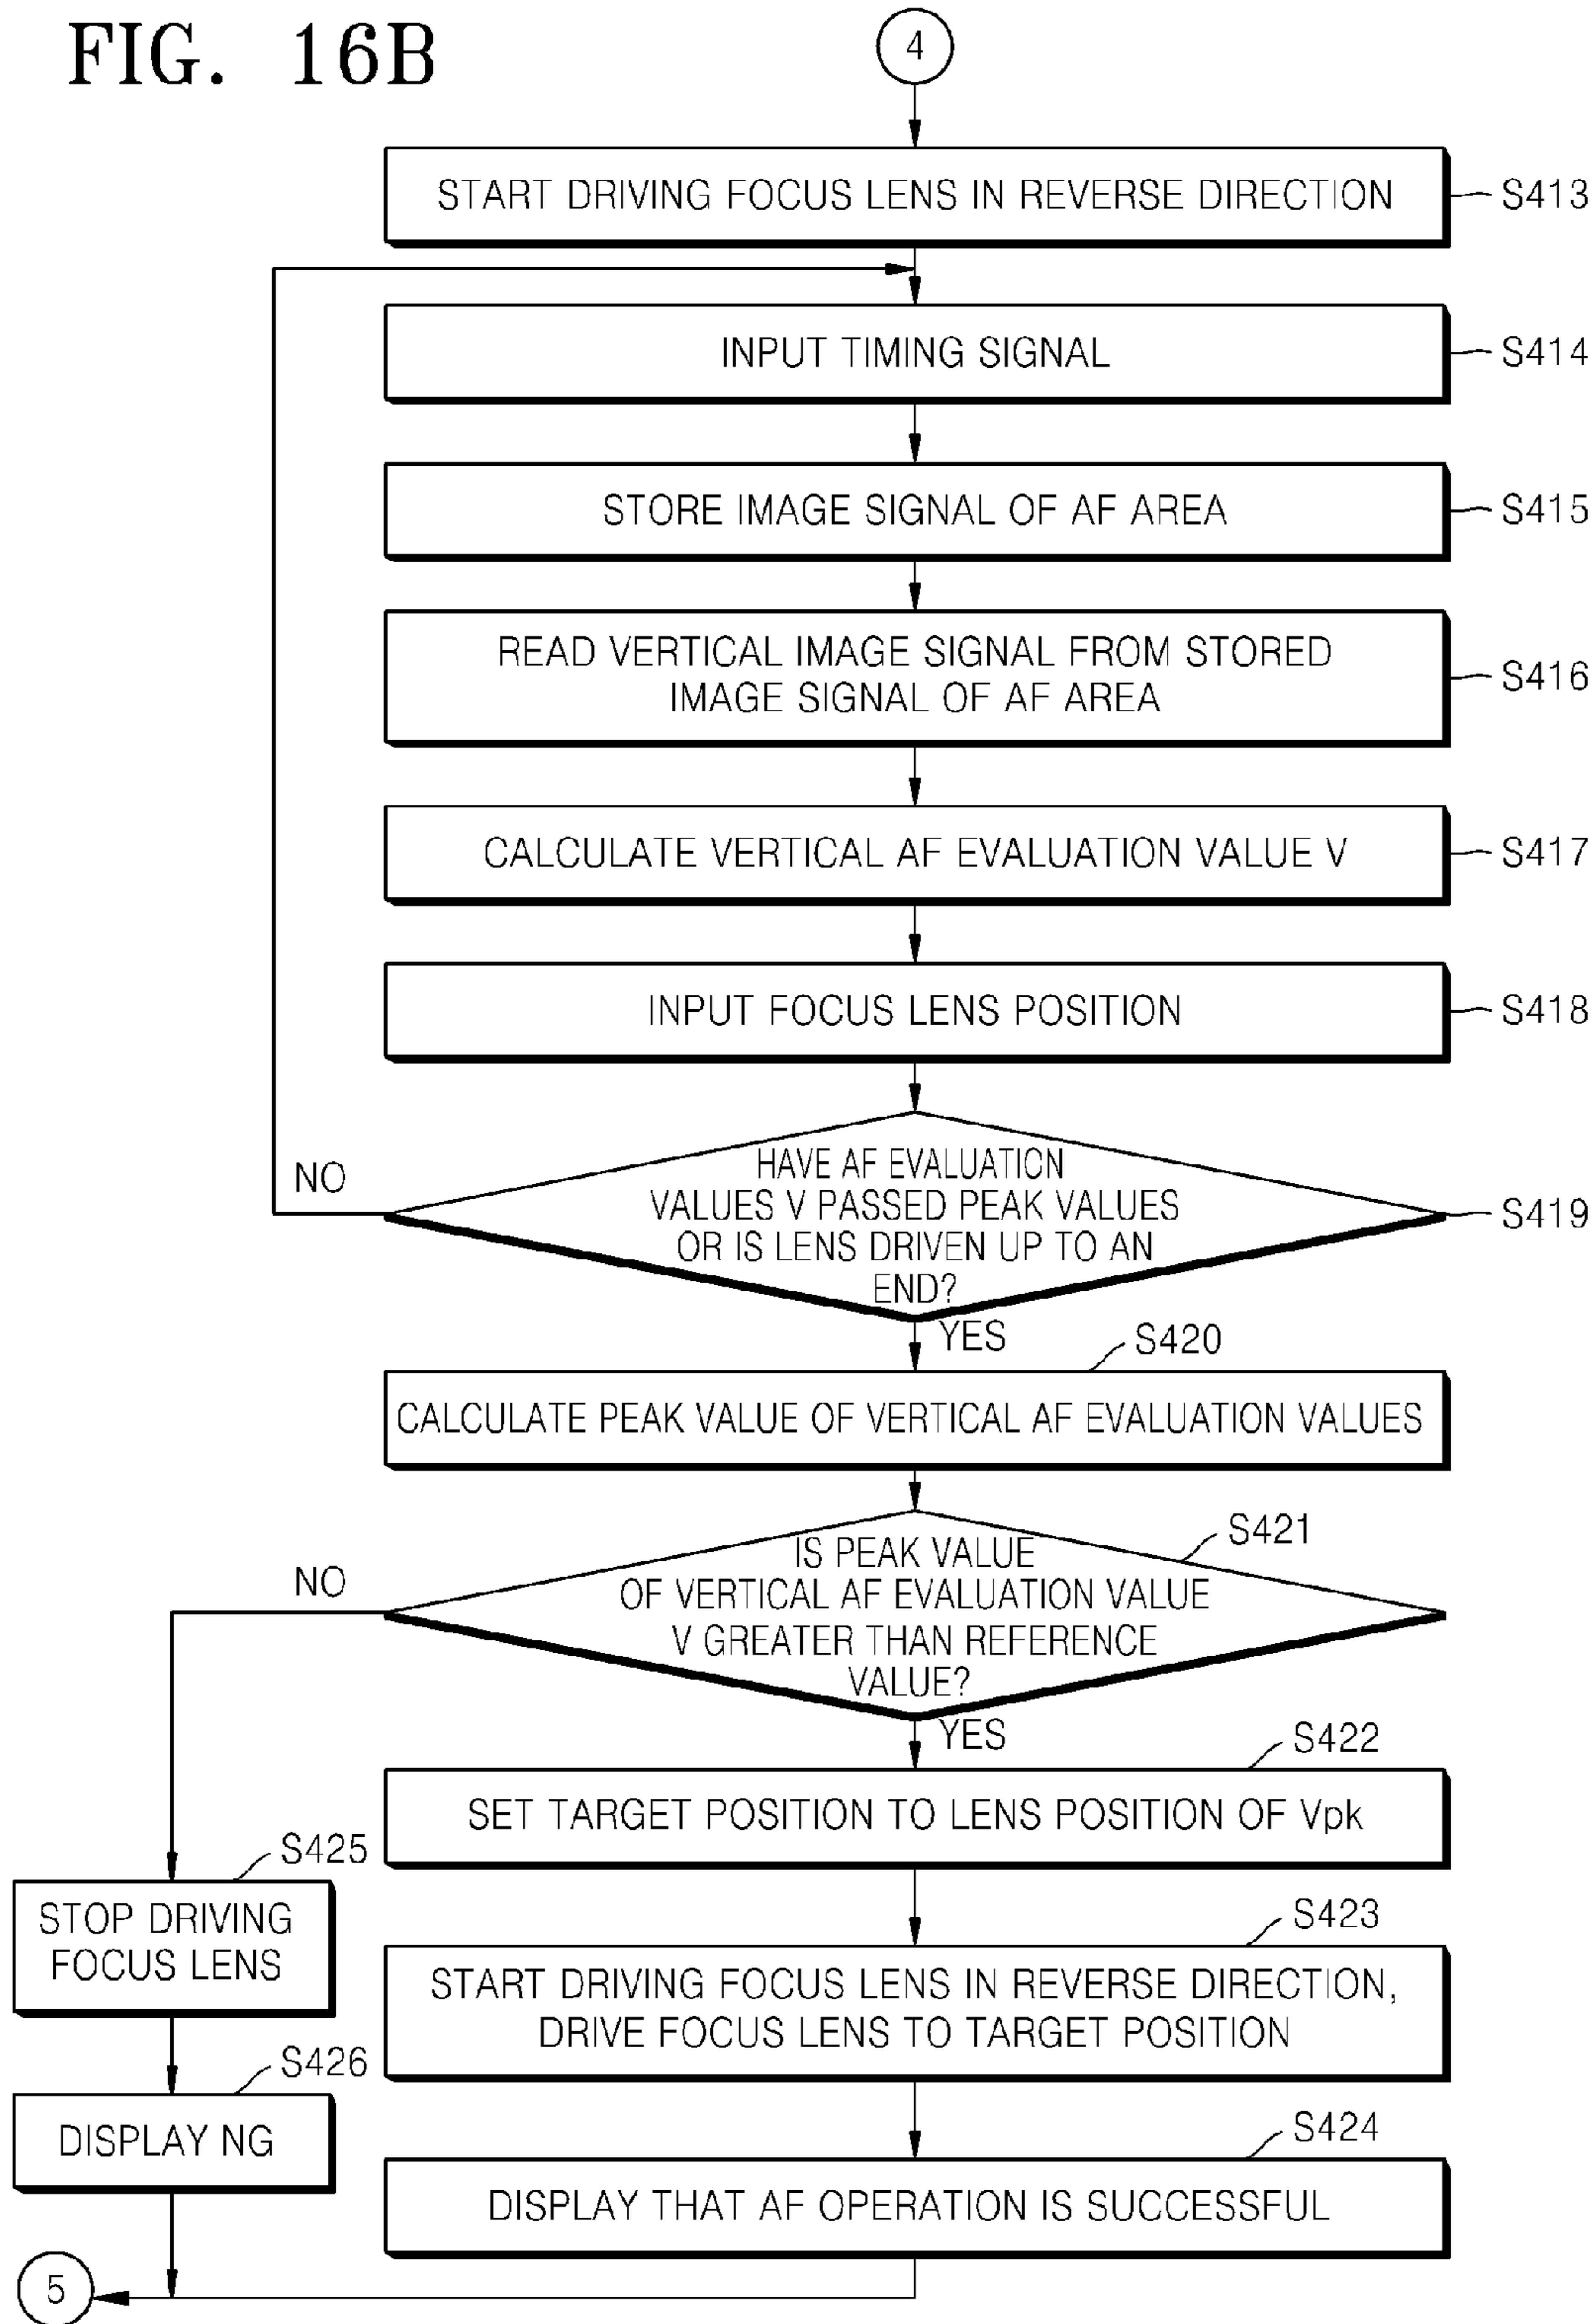 FIG. 16B
4
START DRIVING FOCUS LENS IN REVERSE DIRECTION
S413
INPUT TIMING SIGNAL
S414
STORE IMAGE SIGNAL OF AF AREA
S415
READ VERTICAL IMAGE SIGNAL FROM STORED
IMAGE SIGNAL OF AF AREA
S416
CALCULATE VERTICAL AF EVALUATION VALUE V
S417
INPUT FOCUS LENS POSITION
S418
NO
HAVE AF EVALUATION
VALUES V PASSED PEAK VALUES
OR IS LENS DRIVEN UP TO AN
END?
S419
YES
S420
CALCULATE PEAK VALUE OF VERTICAL AF EVALUATION VALUES
S421
NO
IS PEAK VALUE
OF VERTICAL AF EVALUATION VALUE
V GREATER THAN REFERENCE
VALUE?
YES
S422
SET TARGET POSITION TO LENS POSITION OF Vpk
S425
STOP DRIVING
FOCUS LENS
S423
START DRIVING FOCUS LENS IN REVERSE DIRECTION,
DRIVE FOCUS LENS TO TARGET POSITION
S426
DISPLAY NG
S424
DISPLAY THAT AF OPERATION IS SUCCESSFUL
5